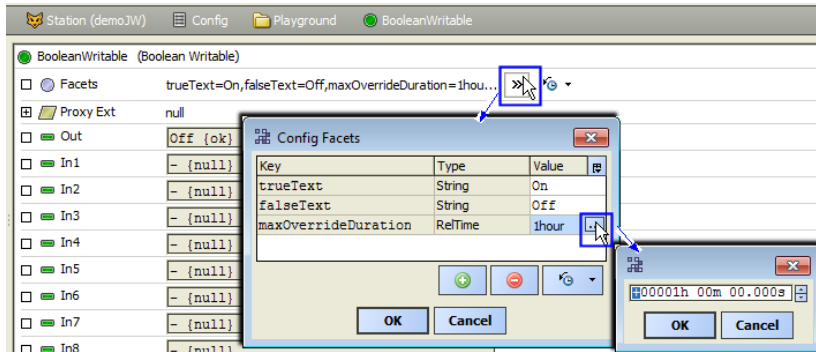 Station (demoJW) Config Playground BooleanWritable
BooleanWritable (Boolean Writable)
Facets trueText=On,falseText=Off,maxOverrideDuration=1hou... »
Proxy Ext null
Out Off {ok}
In1 - {null}
In2 - {null}
In3 - {null}
In4 - {null}
In5 - {null}
In6 - {null}
In7 - {null}
In8 - {null}
Config Facets
Key Type Value
trueText String On
falseText String Off
maxOverrideDuration RelTime 1hour
OK Cancel
+00001h 00m 00.000s
OK Cancel